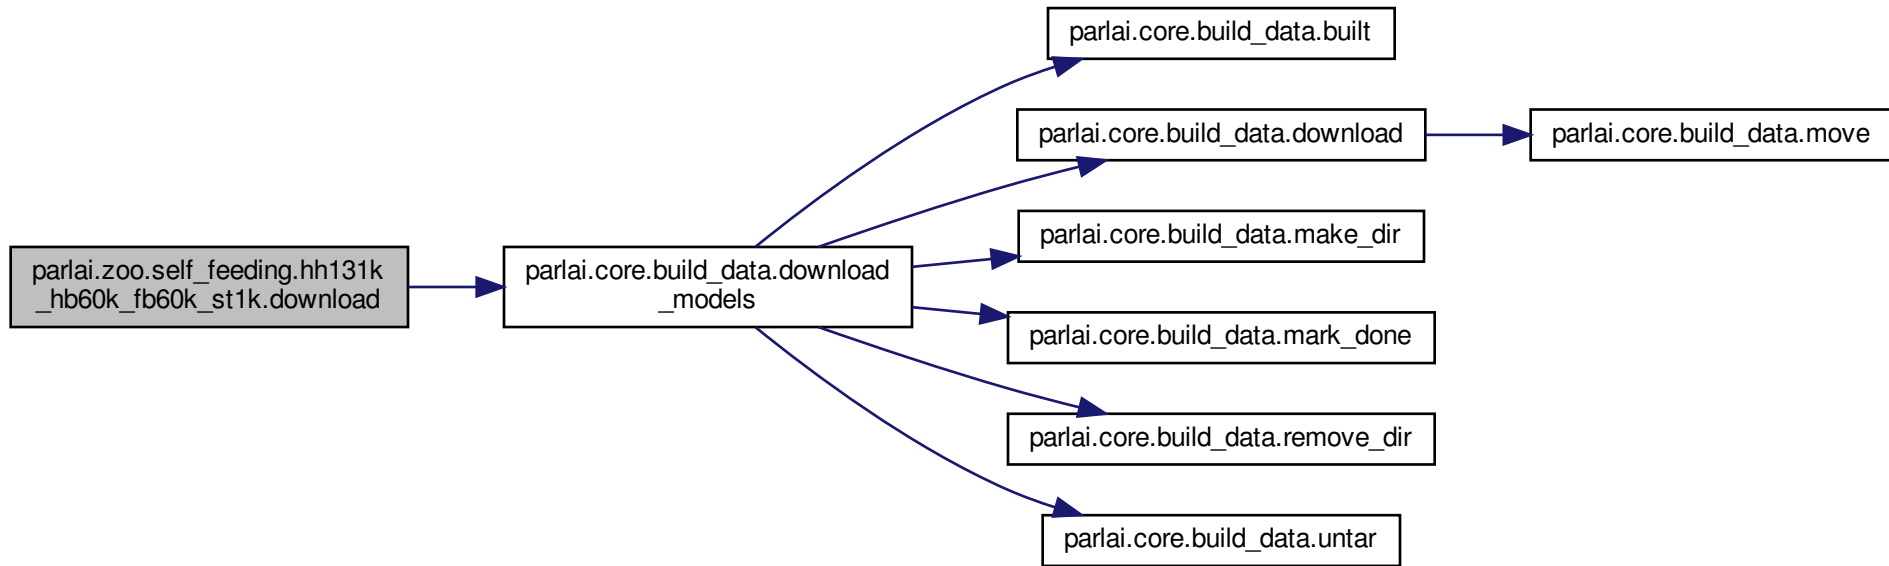 parlai.zoo.self_feeding.hh131k
_hb60k_fb60k_st1k.download
parlai.core.build_data.download
_models
parlai.core.build_data.built
parlai.core.build_data.download
parlai.core.build_data.move
parlai.core.build_data.make_dir
parlai.core.build_data.mark_done
parlai.core.build_data.remove_dir
parlai.core.build_data.untar